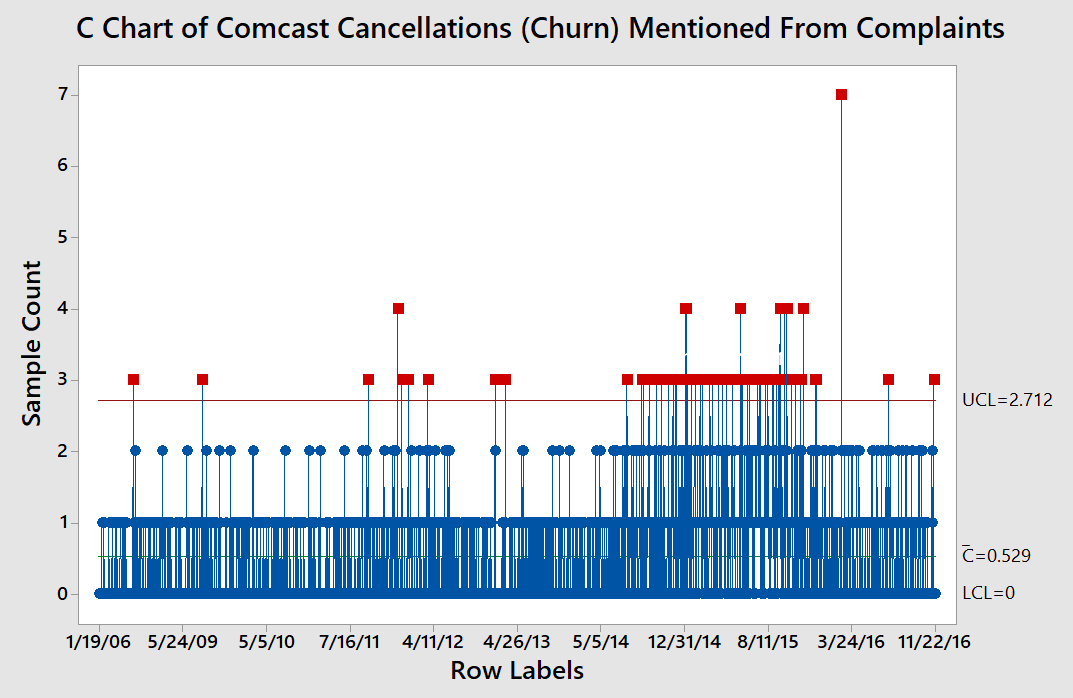 C Chart of Comcast Cancellations (Churn) Mentioned From Complaints
Sample Count
7
6
5
4
3
2
1
0
UCL=2.712
C̅=0.529
LCL=0
1/19/06 5/24/09 5/5/10 7/16/11 4/11/12 4/26/13 5/5/14 12/31/14 8/11/15 3/24/16 11/22/16
Row Labels